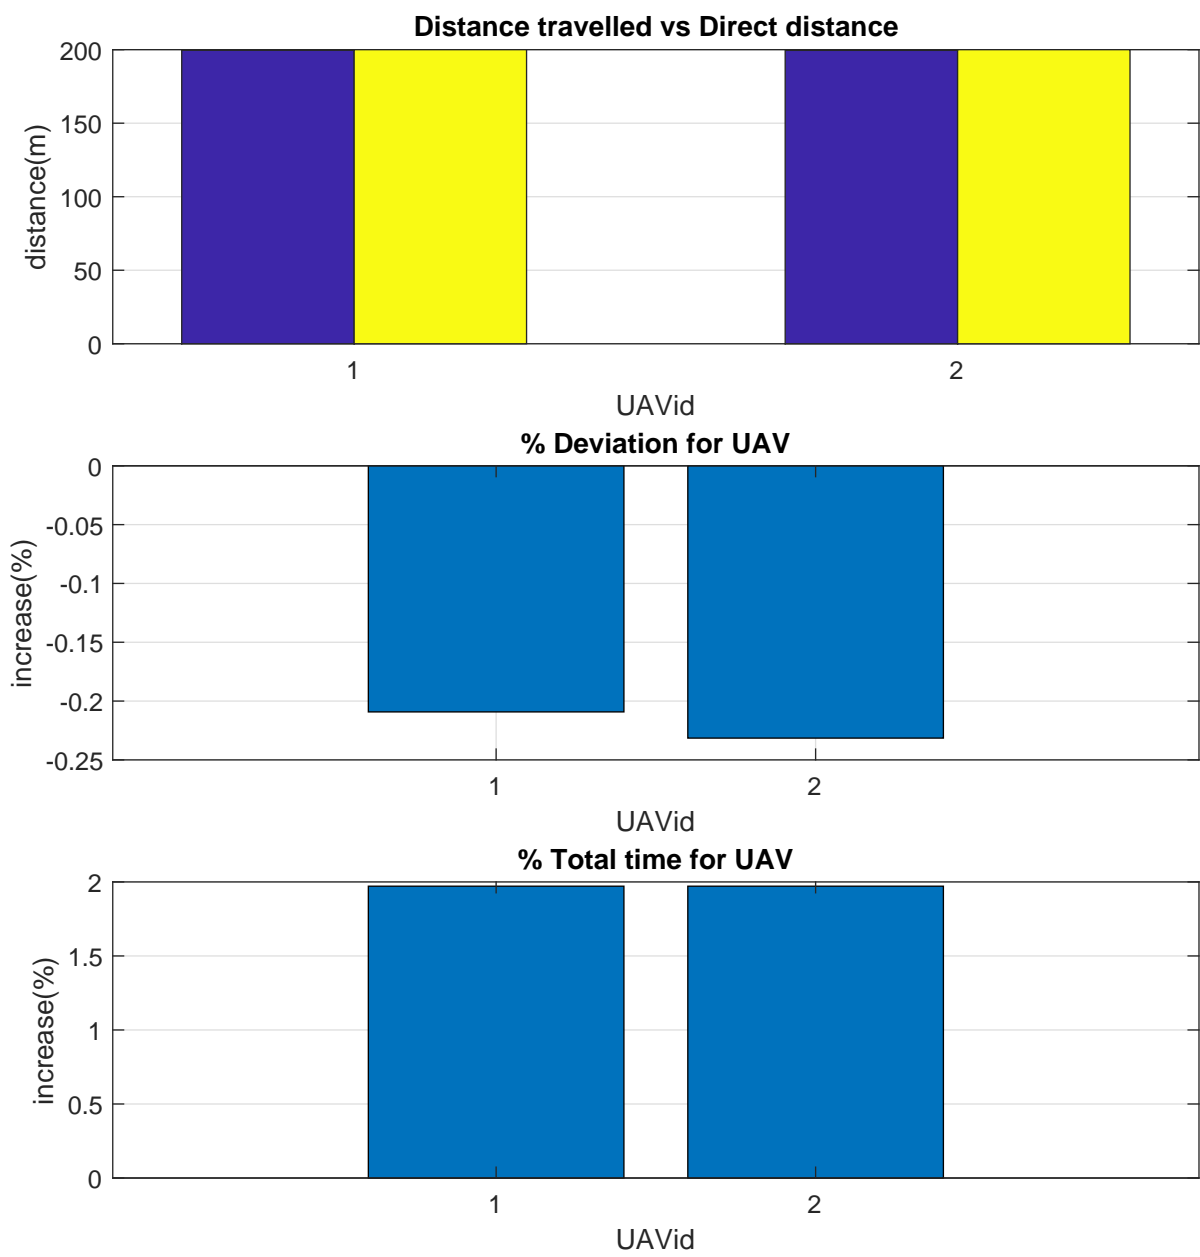 Distance travelled vs Direct distance
200
150
100
50
0
distance(m)
1 2
UAVid
% Deviation for UAV
0
-0.05
-0.1
-0.15
-0.2
-0.25
increase(%)
1 2
UAVid
% Total time for UAV
2
1.5
1
0.5
0
increase(%)
1 2
UAVid